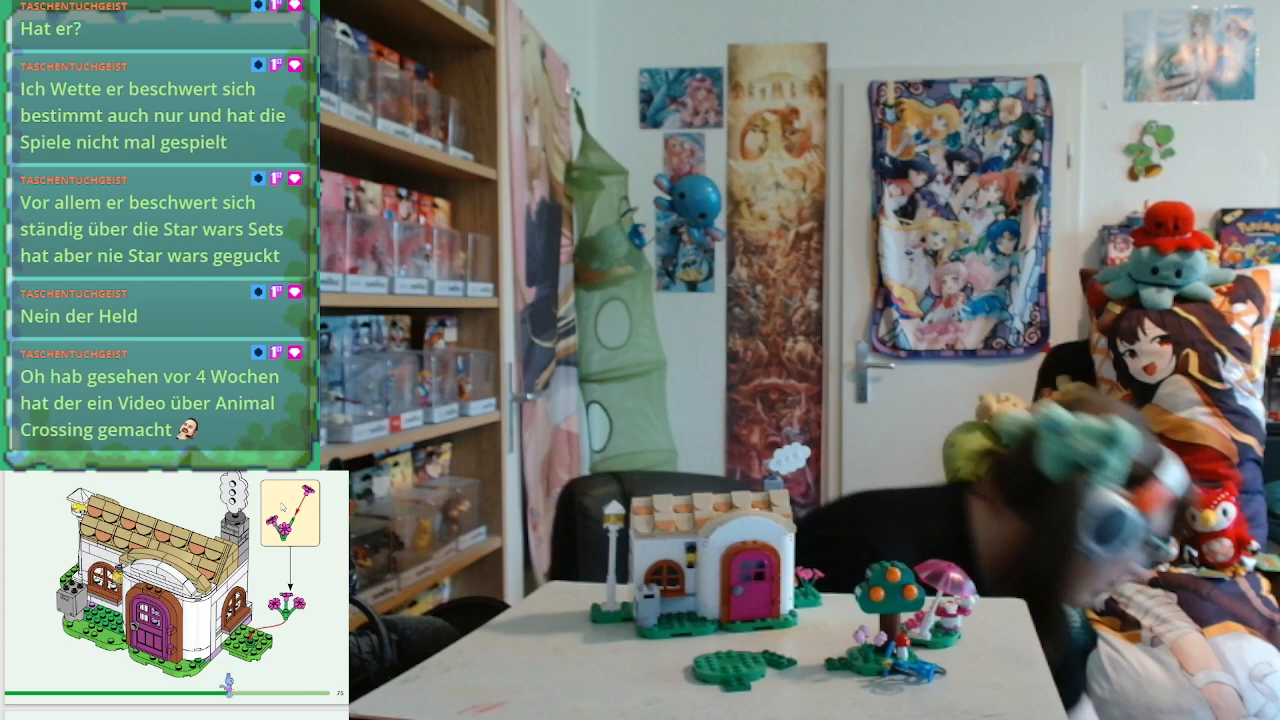 TASCHENTUCHGEIST
Hat er?
TASCHENTUCHGEIST
Ich Wette er beschwert sich
bestimmt auch nur und hat die
Spiele nicht mal gespielt
TASCHENTUCHGEIST
Vor allem er beschwert sich
ständig über die Star wars Sets
hat aber nie Star wars geguckt
TASCHENTUCHGEIST
Nein der Held
TASCHENTUCHGEIST
Oh hab gesehen vor 4 Wochen
hat der ein Video über Animal
Crossing gemacht
75